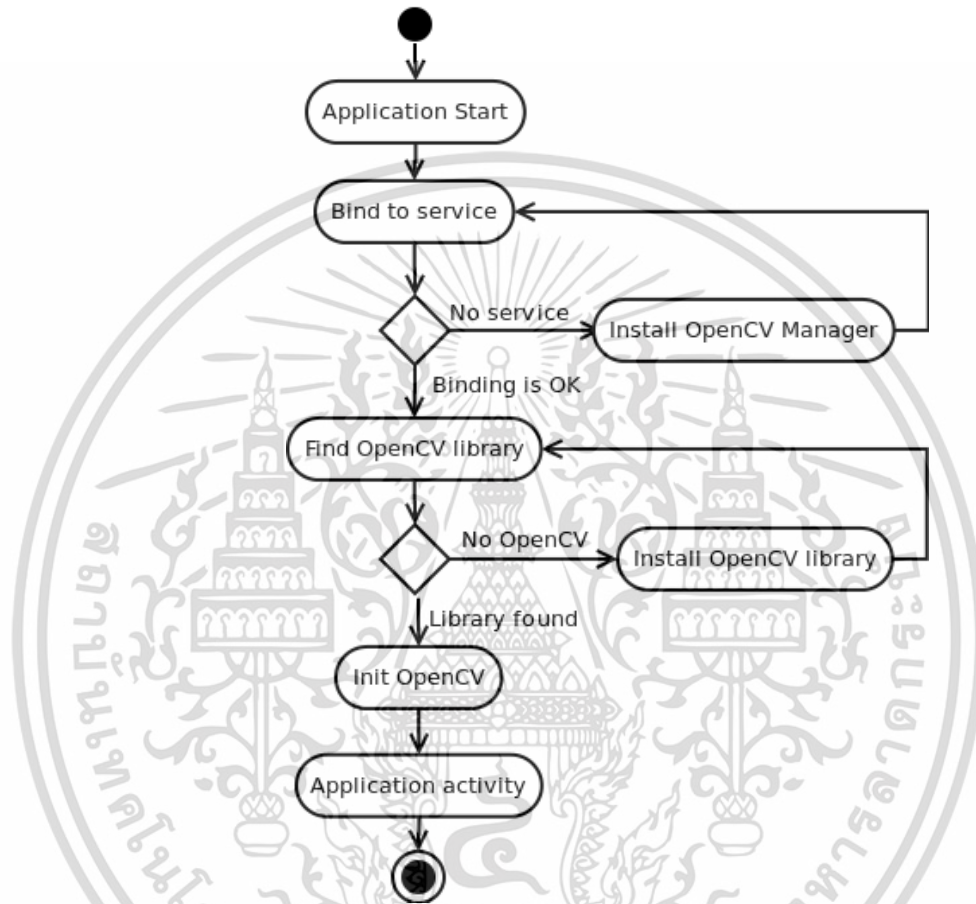 Application Start
Bind to service
No service
Install OpenCV Manager
Binding is OK
Find OpenCV library
No OpenCV
Install OpenCV library
Library found
Init OpenCV
Application activity